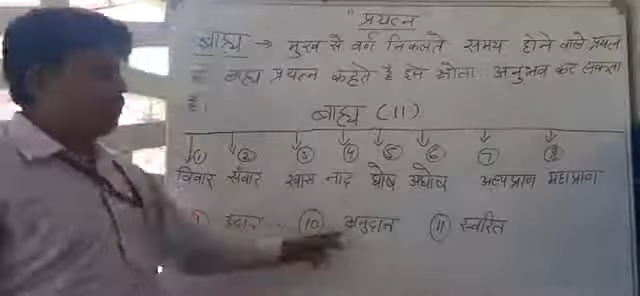 " प्रयत्न
बाह्य → मुख से वर्ण निकलते समय होने वाले प्रयत्न
बाह्य प्रयत्न कहते है इसे श्रोता अनुभव कर सकता
है।
बाह्य (11)
① ② ③ ④ ⑤ ⑥ ⑦ ⑧
विवार संवार श्वास नाद घोष अघोष अल्पप्राण महाप्राण
उदात्त ⑩ अनुदात्त ⑪ स्वरित